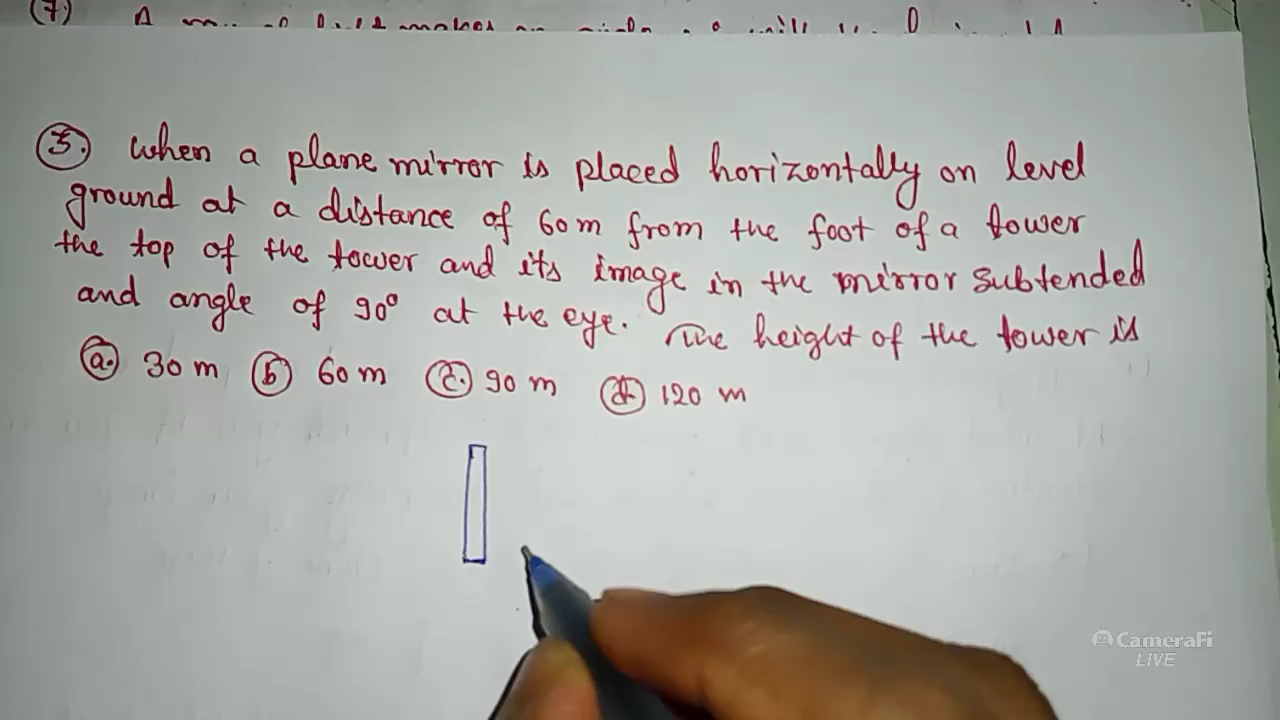 (7)
5. When a plane mirror is placed horizontally on level
ground at a distance of 60 m from the foot of a tower
the top of the tower and its image in the mirror subtended
and angle of 90° at the eye. The height of the tower is
a. 30 m b. 60 m c. 90 m d. 120 m
CameraFi
LIVE